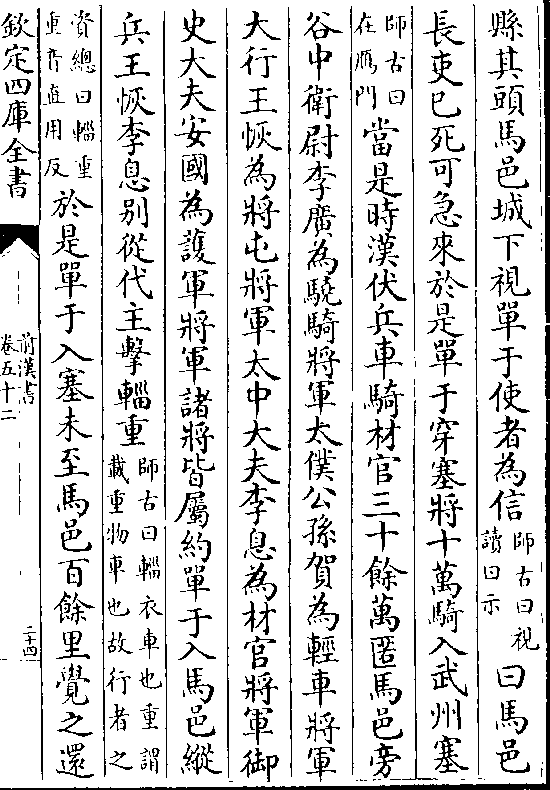 縣其頭馬邑城下視單于使者為信師古曰視讀曰示曰馬邑
長吏已死可急來於是單于穿塞將十萬騎入武州塞
師古曰在鴈門當是時漢伏兵車騎材官三十餘萬匿馬邑旁
谷中衛尉李廣為驍騎將軍太僕公孫賀為輕車將軍
大行王恢為將屯將軍太中大夫李息為材官將軍御
史大夫安國為護軍將軍諸將皆屬約單于入馬邑縱
兵王恢李息别從代主擊輜重師古曰輜衣車也重謂載重物車也故行者之
資總曰輜重重音直用反於是單于入塞未至馬邑百餘里覺之還
欽定四庫全書
前漢書
卷五十二
二十四